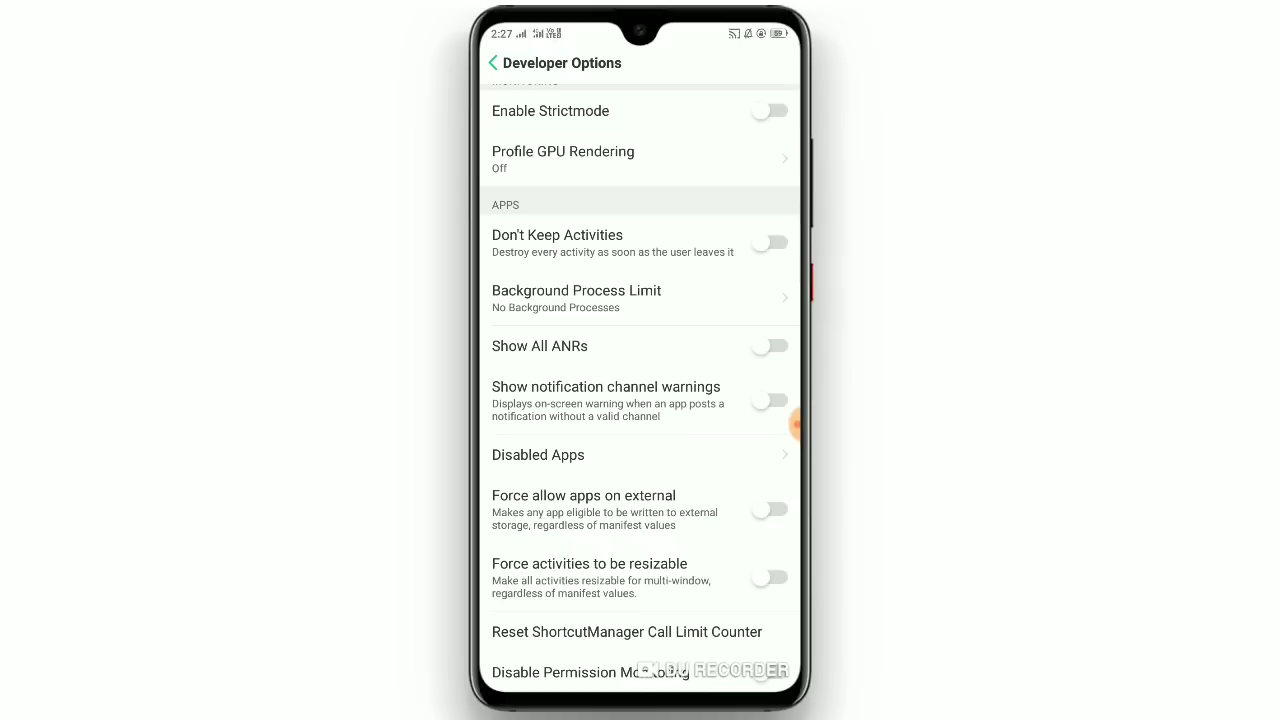 2:27
59
Developer Options
MONITORING
Enable Strictmode
Profile GPU Rendering
Off
APPS
Don't Keep Activities
Destroy every activity as soon as the user leaves it
Background Process Limit
No Background Processes
Show All ANRs
Show notification channel warnings
Displays on-screen warning when an app posts a
notification without a valid channel
Disabled Apps
Force allow apps on external
Makes any app eligible to be written to external
storage, regardless of manifest values
Force activities to be resizable
Make all activities resizable for multi-window,
regardless of manifest values.
Reset ShortcutManager Call Limit Counter
Disable Permission Monitoring
DU RECORDER